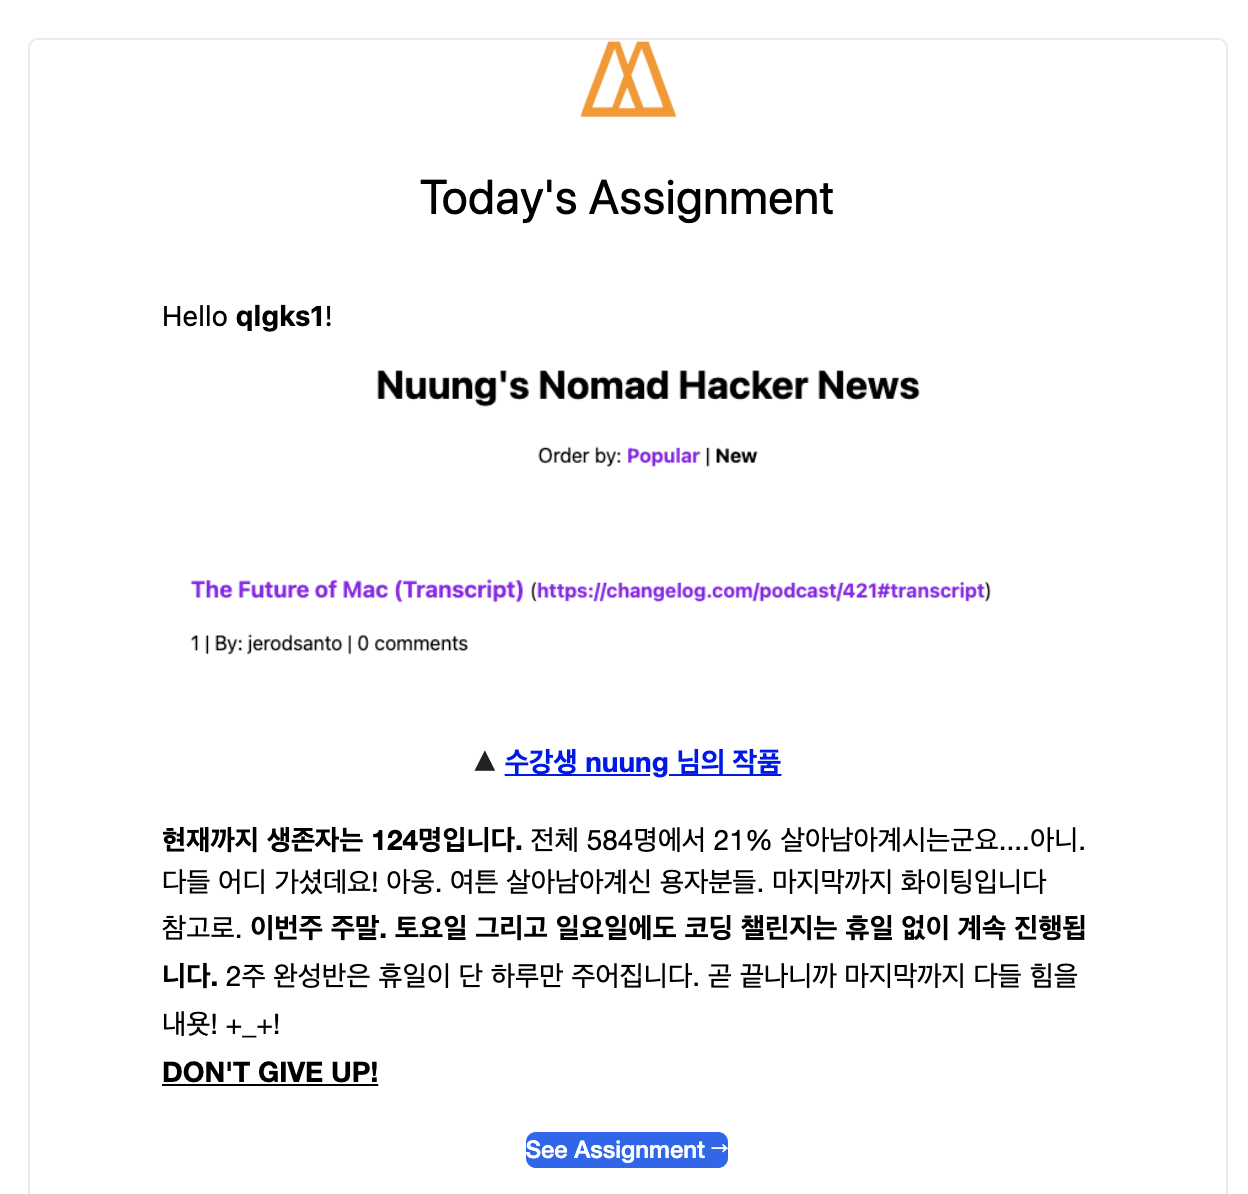 Today's Assignment
Hello qlgks1!
Nuung's Nomad Hacker News
Order by: Popular | New
The Future of Mac (Transcript) (https://changelog.com/podcast/421#transcript)
1 | By: jerodsanto | 0 comments
▲ 수강생 nuung 님의 작품
현재까지 생존자는 124명입니다. 전체 584명에서 21% 살아남아계시는군요....아니.
다들 어디 가셨데요! 아웅. 여튼 살아남아계신 용자분들. 마지막까지 화이팅입니다
참고로. 이번주 주말. 토요일 그리고 일요일에도 코딩 챌린지는 휴일 없이 계속 진행됩
니다. 2주 완성반은 휴일이 단 하루만 주어집니다. 곧 끝나니까 마지막까지 다들 힘을
내욧! +_+!
DON'T GIVE UP!
See Assignment →